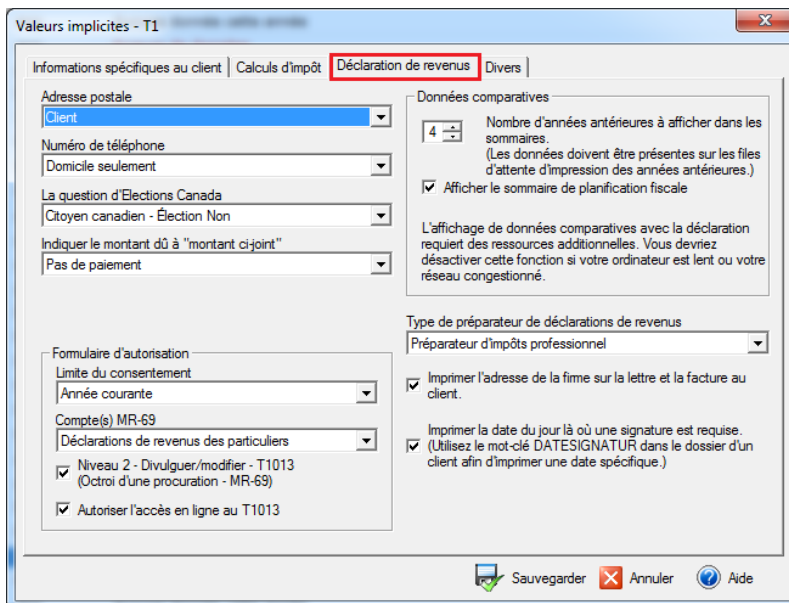 Valeurs implicites - T1
Informations spécifiques au client
Calculs d'impôt
Déclaration de revenus
Divers
Adresse postale
Client
Numéro de téléphone
Domicile seulement
La question d'Elections Canada
Citoyen canadien - Élection Non
Indiquer le montant dû à "montant ci-joint"
Pas de paiement
Formulaire d'autorisation
Limite du consentement
Année courante
Compte(s) MR-69
Déclarations de revenus des particuliers
Niveau 2 - Divulguer/modifier - T1013
(Octroi d'une procuration - MR-69)
Autoriser l'accès en ligne au T1013
Données comparatives
4
Nombre d'années antérieures à afficher dans les
sommaires.
(Les données doivent être présentes sur les files
d'attente d'impression des années antérieures.)
Afficher le sommaire de planification fiscale
L'affichage de données comparatives avec la déclaration
requiert des ressources additionnelles. Vous devriez
désactiver cette fonction si votre ordinateur est lent ou votre
réseau congestionné.
Type de préparateur de déclarations de revenus
Préparateur d'impôts professionnel
Imprimer l'adresse de la firme sur la lettre et la facture au
client.
Imprimer la date du jour là où une signature est requise.
(Utilisez le mot-clé DATESIGNATUR dans le dossier d'un
client afin d'imprimer une date spécifique.)
Sauvegarder
Annuler
Aide